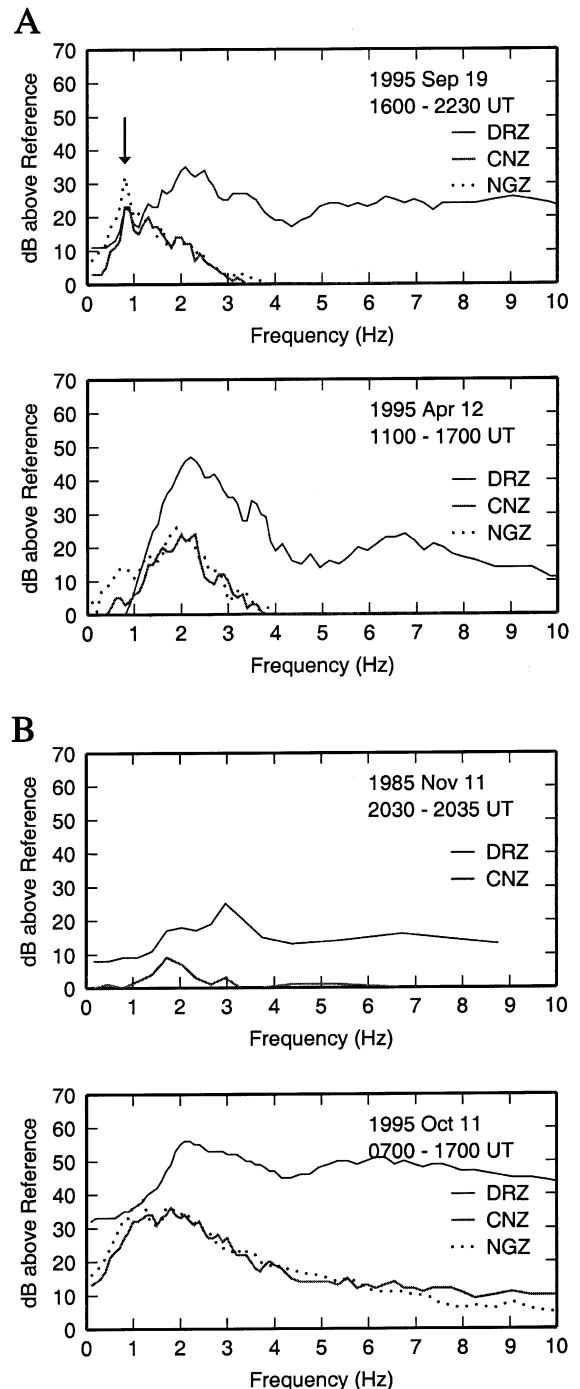 A
70
60
50
40
30
20
10
0
dB above Reference
1995 Sep 19
1600 - 2230 UT
DRZ
CNZ
NGZ
0 1 2 3 4 5 6 7 8 9 10
Frequency (Hz)
70
60
50
40
30
20
10
0
dB above Reference
1995 Apr 12
1100 - 1700 UT
DRZ
CNZ
NGZ
0 1 2 3 4 5 6 7 8 9 10
Frequency (Hz)
B
70
60
50
40
30
20
10
0
dB above Reference
1985 Nov 11
2030 - 2035 UT
DRZ
CNZ
0 1 2 3 4 5 6 7 8 9 10
Frequency (Hz)
70
60
50
40
30
20
10
0
dB above Reference
1995 Oct 11
0700 - 1700 UT
DRZ
CNZ
NGZ
0 1 2 3 4 5 6 7 8 9 10
Frequency (Hz)